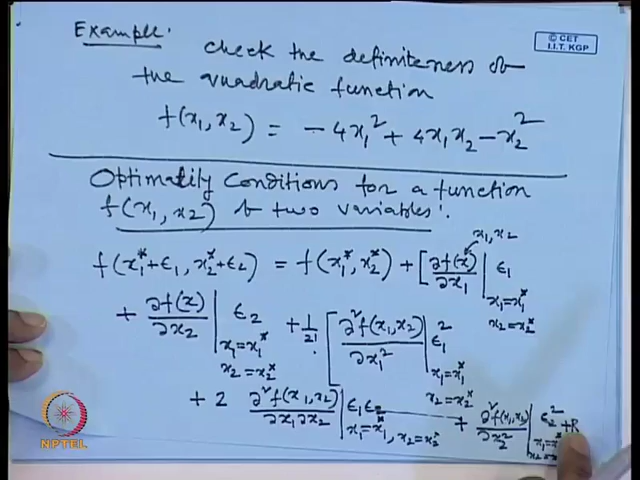 Example:
© CET
I.I.T. KGP
Check the definiteness of
the quadratic function
f(x₁, x₂) = − 4x₁² + 4x₁x₂ − x₂²
Optimality Conditions for a function
f(x₁, x₂) of two variables:
x₁, x₂
f(x₁*+ε₁, x₂*+ε₂) = f(x₁*, x₂*) + [∂f(x)/∂x₁ | x₁=x₁* x₂=x₂* ε₁
+ ∂f(x)/∂x₂ | x₁=x₁* x₂=x₂* ε₂ + 1/2! [∂²f(x₁,x₂)/∂x₁² | x₁=x₁* x₂=x₂* ε₁²
+ 2 ∂²f(x₁,x₂)/∂x₁∂x₂ | x₁=x₁*, x₂=x₂* ε₁ε₂ + ∂²f(x₁,x₂)/∂x₂² | x₁=x* ε₂² + R
NPTEL